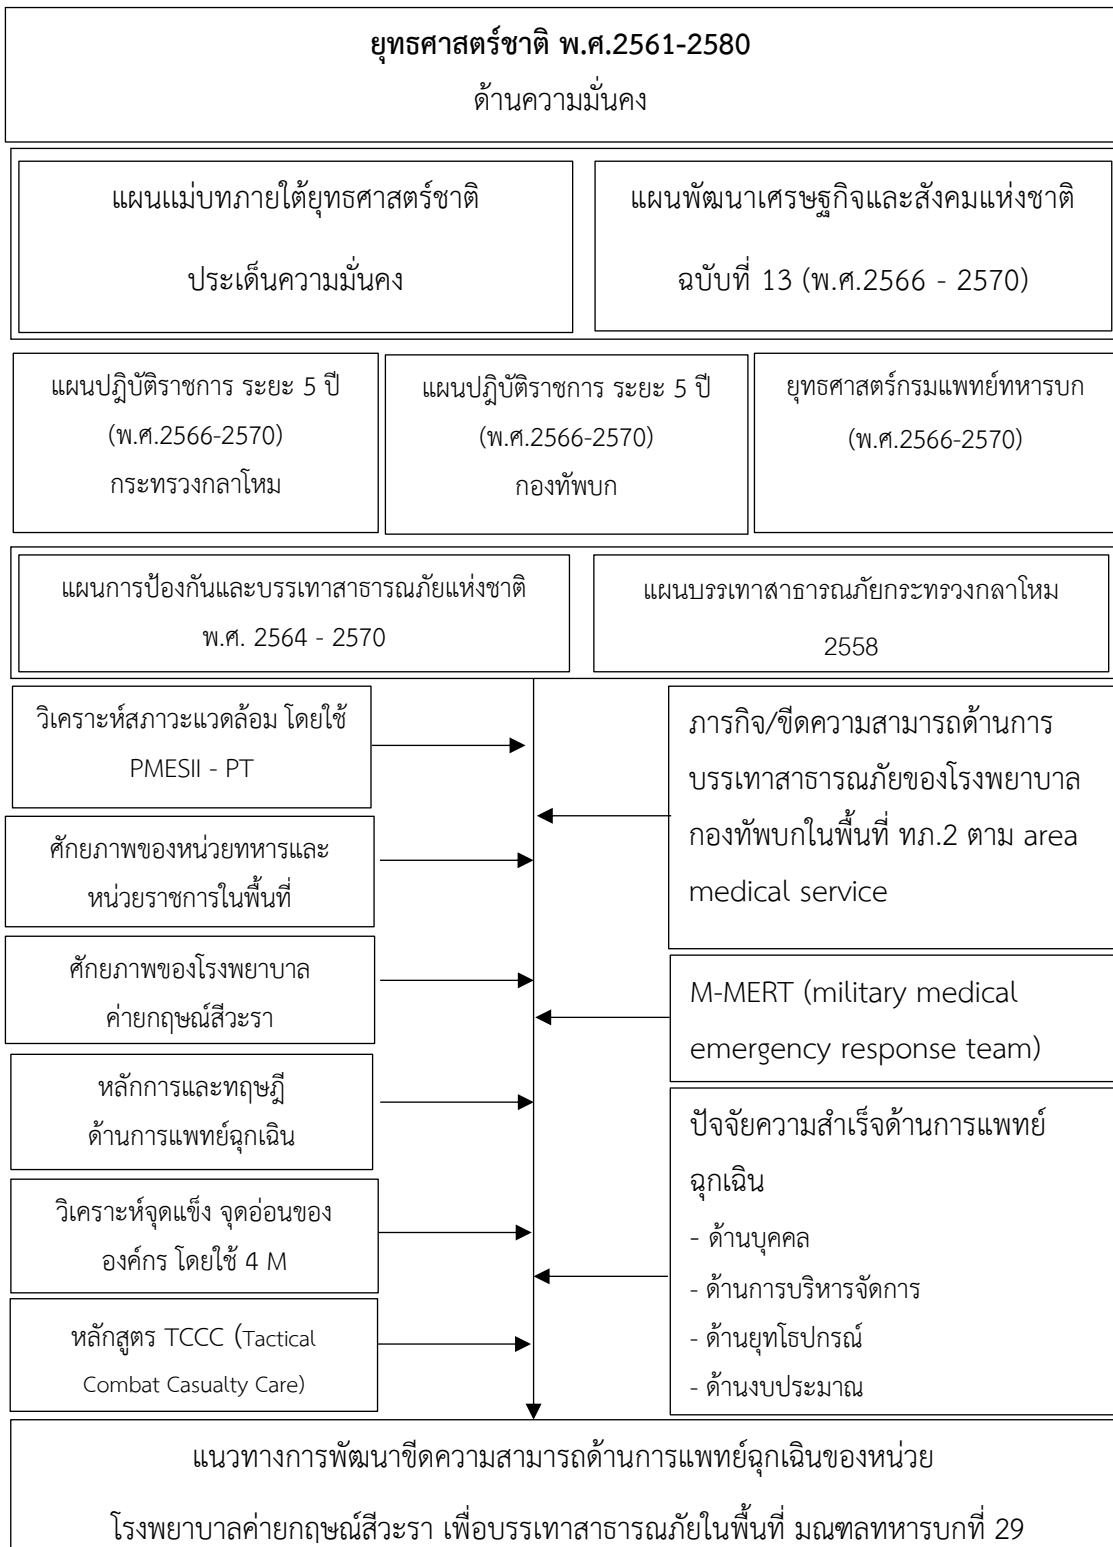 ยุทธศาสตร์ชาติ พ.ศ.2561-2580
ด้านความมั่นคง
แผนแม่บทภายใต้ยุทธศาสตร์ชาติ
ประเด็นความมั่นคง
แผนพัฒนาเศรษฐกิจและสังคมแห่งชาติ
ฉบับที่ 13 (พ.ศ.2566 - 2570)
แผนปฏิบัติราชการ ระยะ 5 ปี
(พ.ศ.2566-2570)
กระทรวงกลาโหม
แผนปฏิบัติราชการ ระยะ 5 ปี
(พ.ศ.2566-2570)
กองทัพบก
ยุทธศาสตร์กรมแพทย์ทหารบก
(พ.ศ.2566-2570)
แผนการป้องกันและบรรเทาสาธารณภัยแห่งชาติ
พ.ศ. 2564 - 2570
แผนบรรเทาสาธารณภัยกระทรวงกลาโหม
2558
วิเคราะห์สภาวะแวดล้อม โดยใช้
PMESII - PT
ศักยภาพของหน่วยทหารและ
หน่วยราชการในพื้นที่
ศักยภาพของโรงพยาบาล
ค่ายกฤษณ์สีวะรา
หลักการและทฤษฎี
ด้านการแพทย์ฉุกเฉิน
วิเคราะห์จุดแข็ง จุดอ่อนของ
องค์กร โดยใช้ 4 M
หลักสูตร TCCC (Tactical
Combat Casualty Care)
ภารกิจ/ขีดความสามารถด้านการ
บรรเทาสาธารณภัยของโรงพยาบาล
กองทัพบกในพื้นที่ ทภ.2 ตาม area
medical service
M-MERT (military medical
emergency response team)
ปัจจัยความสำเร็จด้านการแพทย์
ฉุกเฉิน
- ด้านบุคคล
- ด้านการบริหารจัดการ
- ด้านยุทโธปกรณ์
- ด้านงบประมาณ
แนวทางการพัฒนาขีดความสามารถด้านการแพทย์ฉุกเฉินของหน่วย
โรงพยาบาลค่ายกฤษณ์สีวะรา เพื่อบรรเทาสาธารณภัยในพื้นที่ มณฑลทหารบกที่ 29